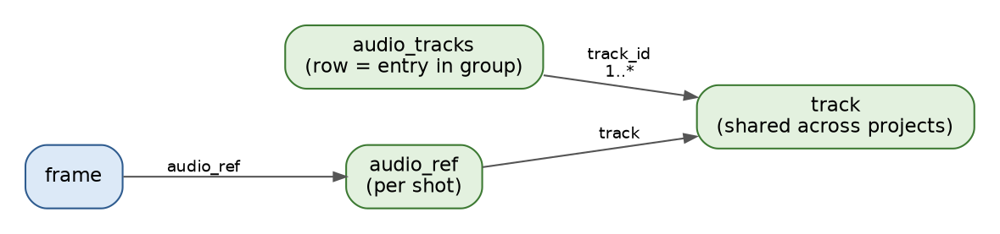 audio_tracks
(row = entry in group)
track_id
1..*
track
(shared across projects)
track
frame
audio_ref
audio_ref
(per shot)